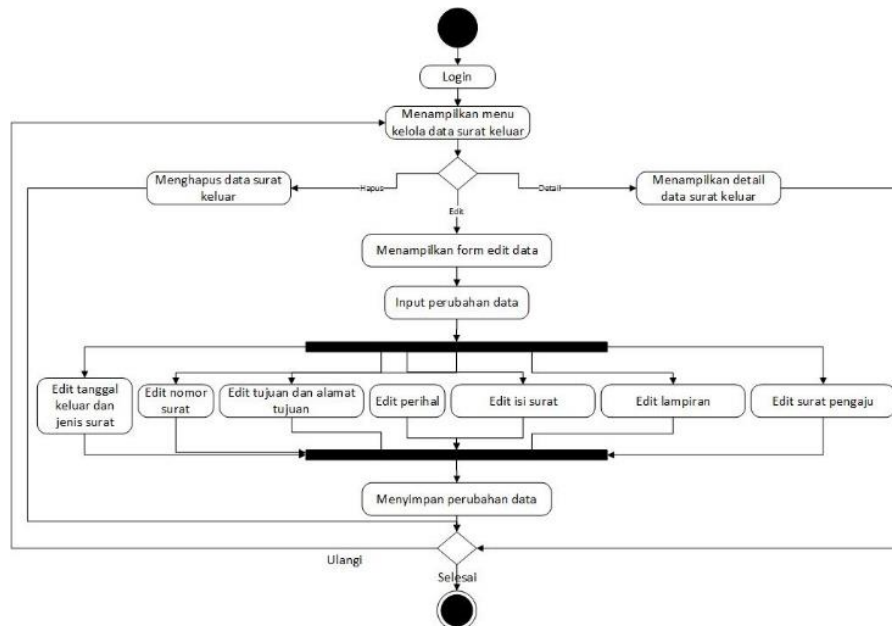 Login
Menampilkan menu
kelola data surat keluar
Menghapus data surat
keluar
Hapus
Detail
Menampilkan detail
data surat keluar
Edit
Menampilkan form edit data
Input perubahan data
Edit tanggal
keluar dan
jenis surat
Edit nomor
surat
Edit tujuan dan alamat
tujuan
Edit perihal
Edit isi surat
Edit lampiran
Edit surat pengaju
Menyimpan perubahan data
Ulangi
Selesai